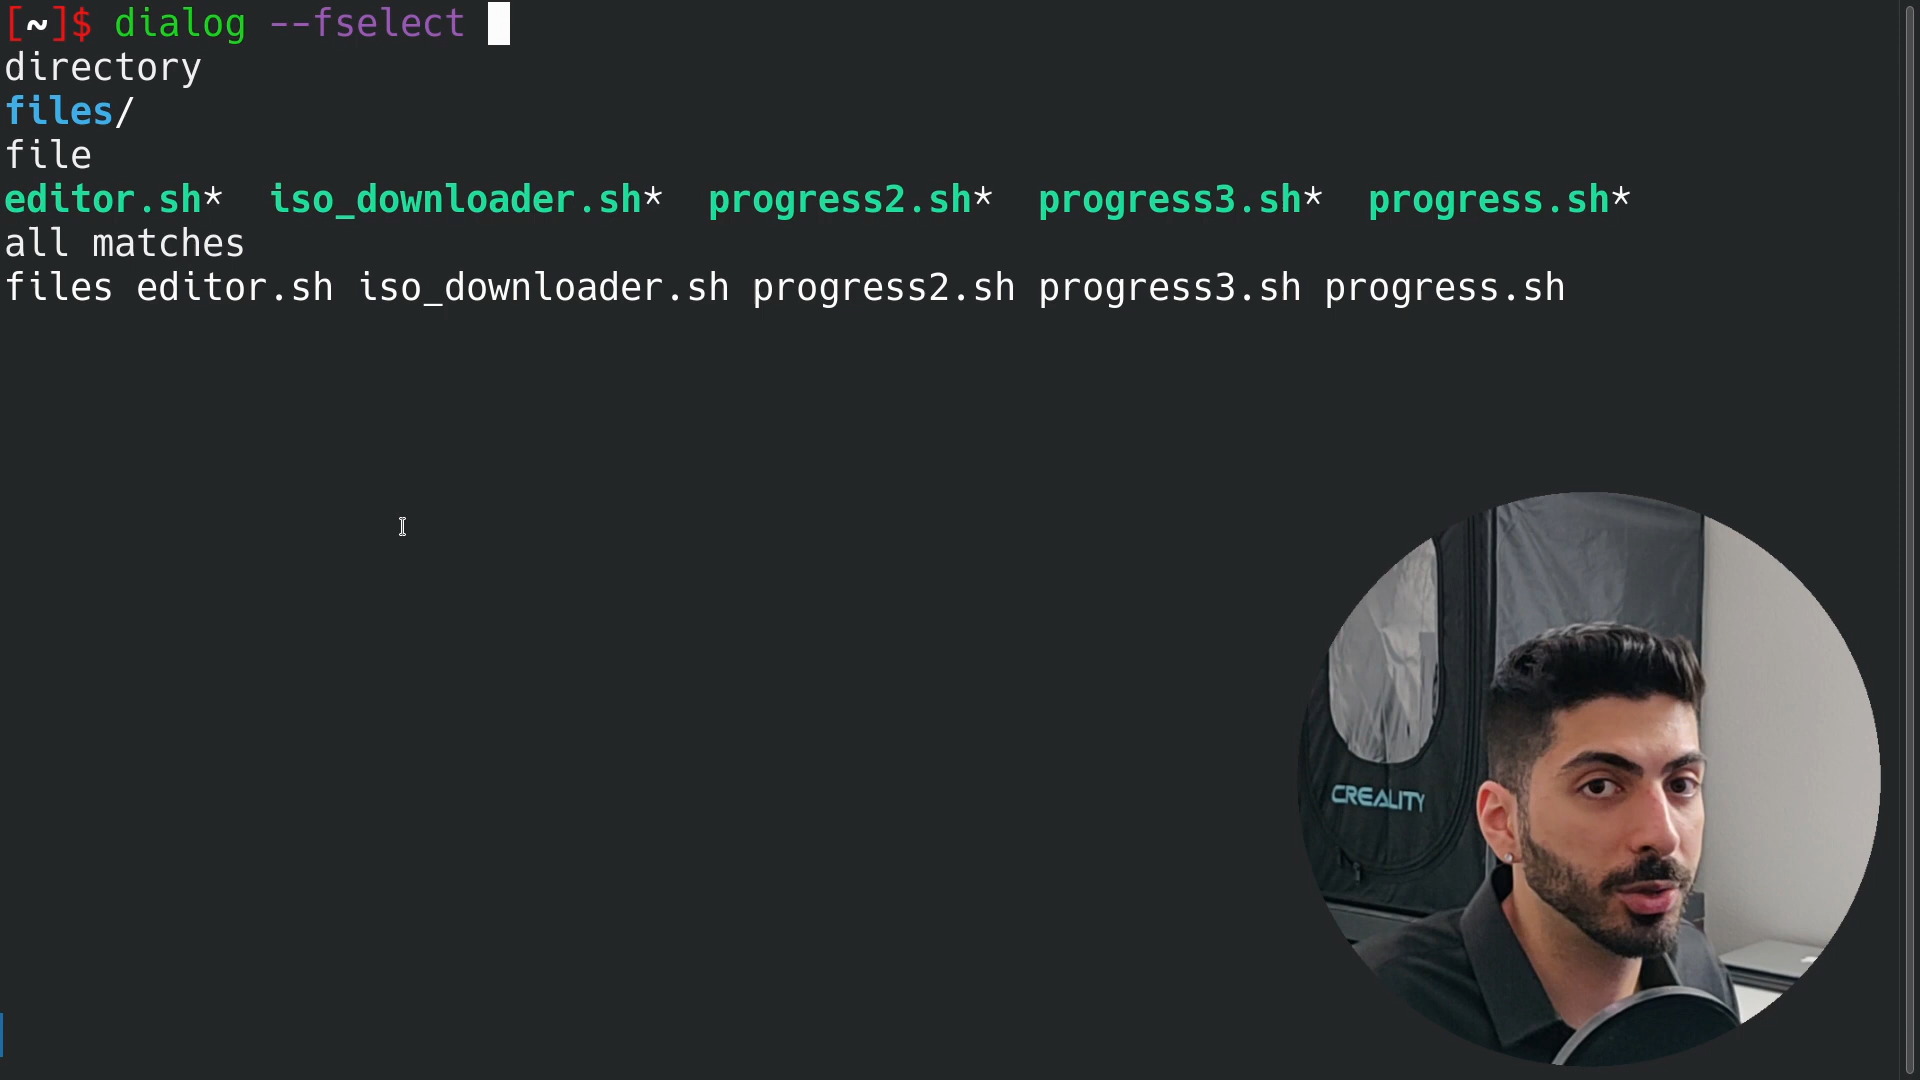 [~]$ dialog --fselect
directory
files/
file
editor.sh*  iso_downloader.sh*  progress2.sh*  progress3.sh*  progress.sh*
all matches
files editor.sh iso_downloader.sh progress2.sh progress3.sh progress.sh
CREALITY